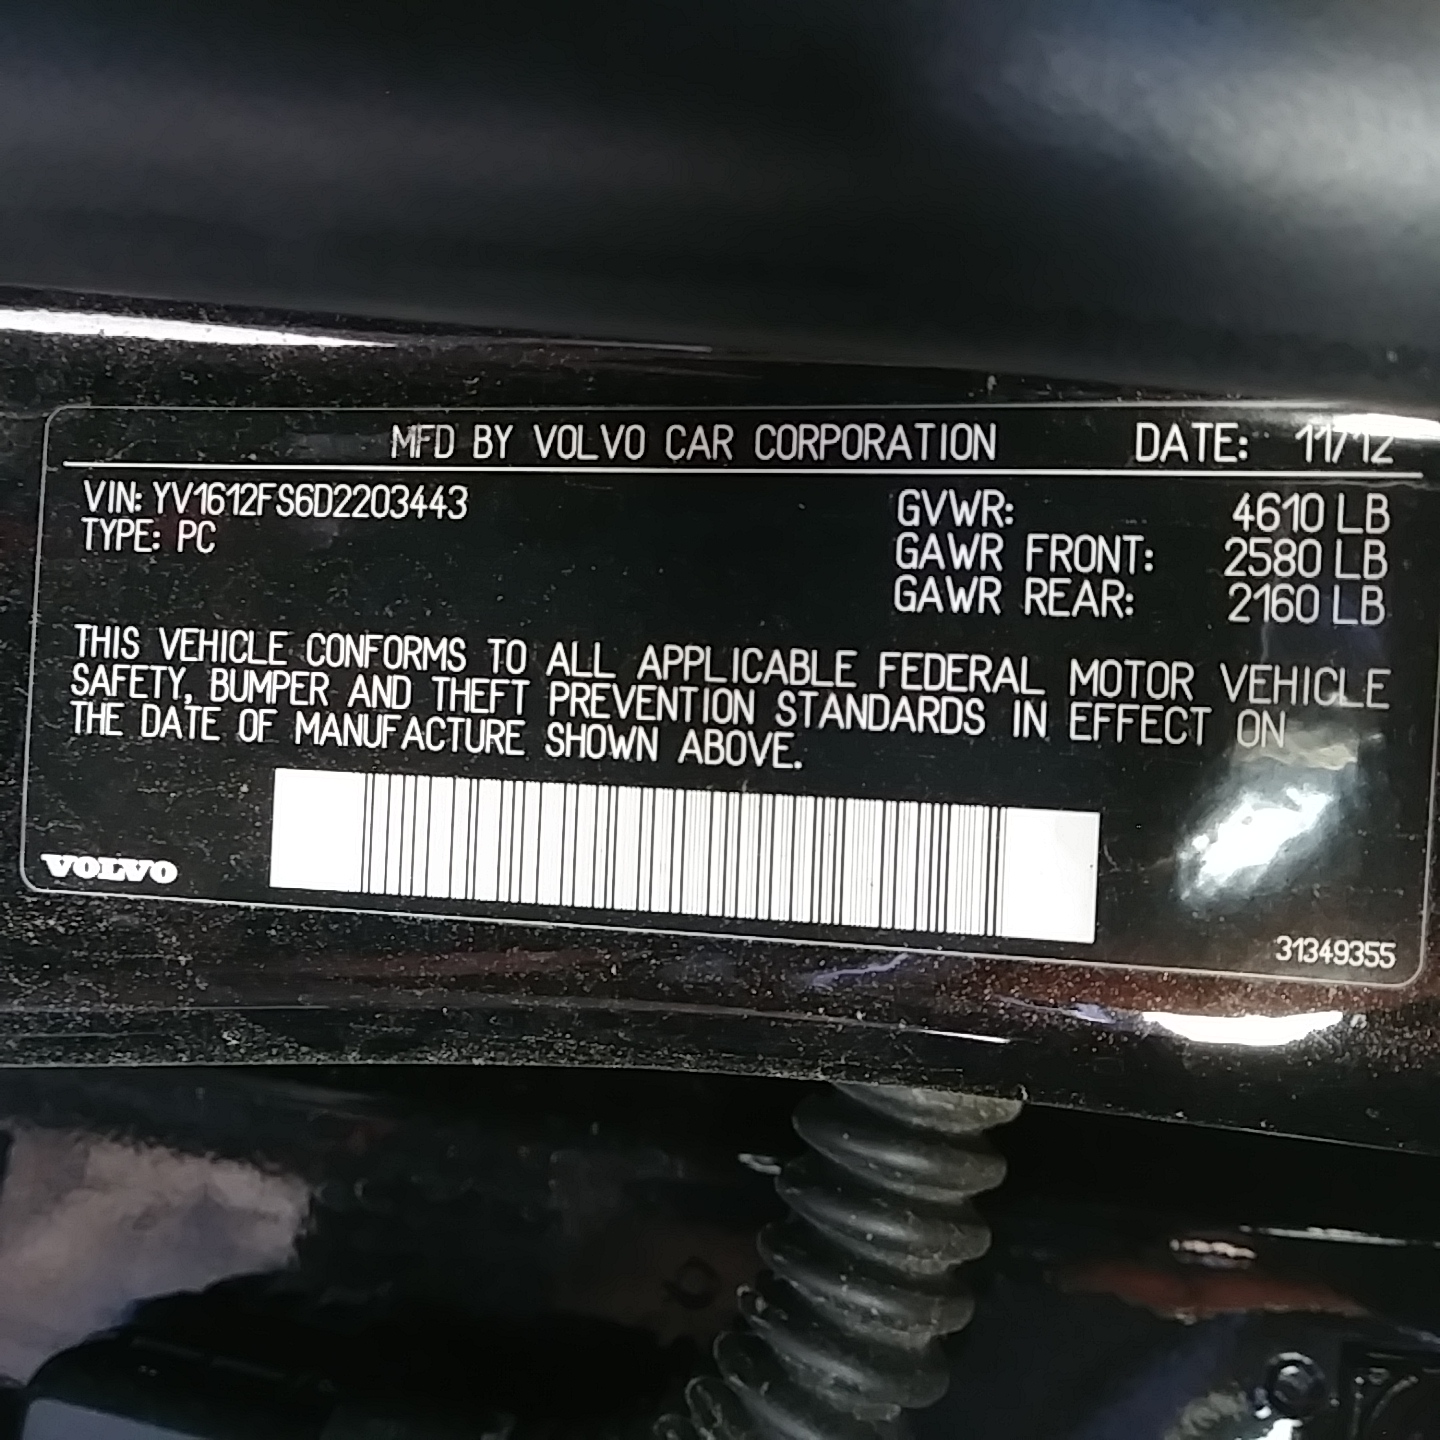 MFD BY VOLVO CAR CORPORATION DATE: 11/12
VIN: YV1612FS6D2203443 GVWR: 4610 LB
TYPE: PC GAWR FRONT: 2580 LB
GAWR REAR: 2160 LB
THIS VEHICLE CONFORMS TO ALL APPLICABLE FEDERAL MOTOR VEHICLE
SAFETY, BUMPER AND THEFT PREVENTION STANDARDS IN EFFECT ON
THE DATE OF MANUFACTURE SHOWN ABOVE.
VOLVO
31349355